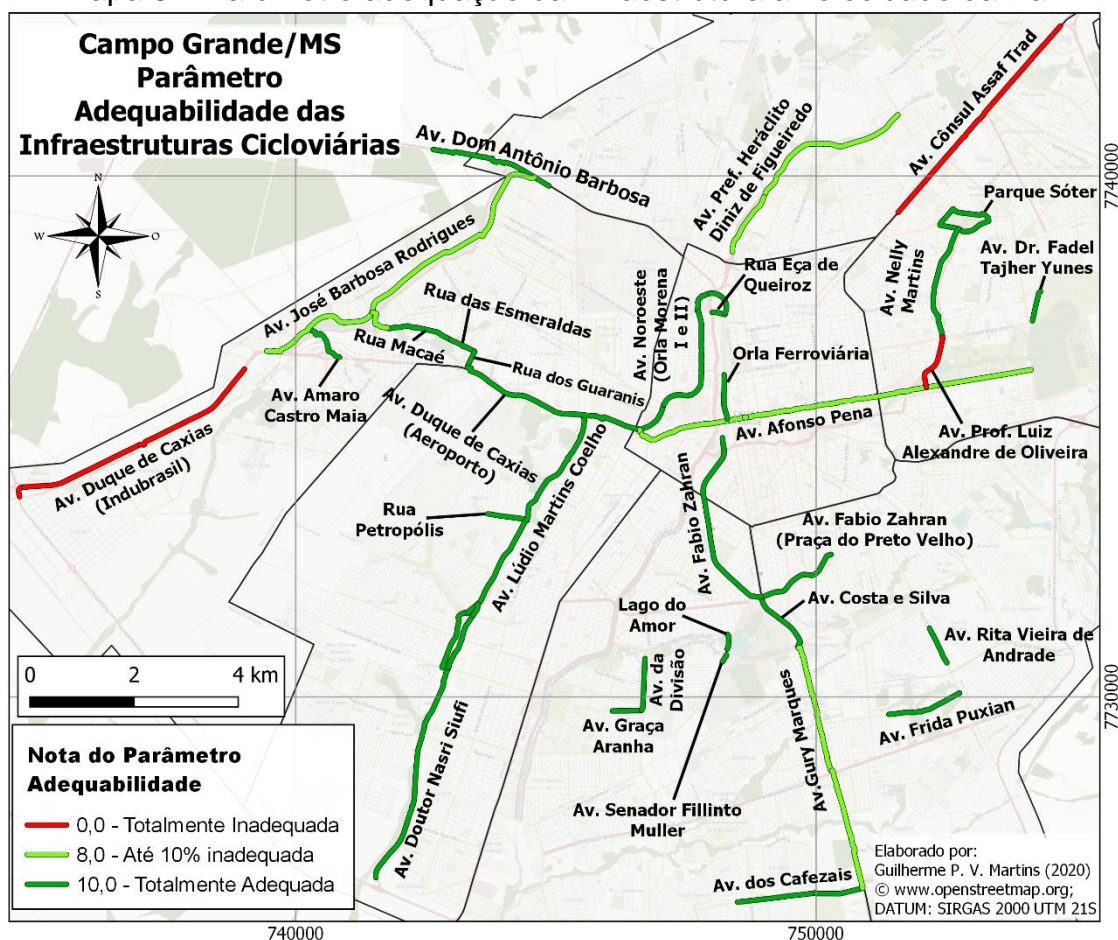 Campo Grande/MS
Parâmetro
Adequabilidade das
Infraestruturas Cicloviárias
N
W
O
S
Av. Dom Antônio Barbosa
Av. Pref. Heráclito
Diniz de Figueiredo
Av. Cônsul Assaf Trad
7740000
Parque Sóter
Av. Nelly
Martins
Av. Dr. Fadel
Tajher Yunes
Av. José Barbosa Rodrigues
Rua das Esmeraldas
Rua Macaé
Rua dos Guaranis
Av. Noroeste
(Orla Morena
I e II)
Rua Eça de
Queiroz
Orla Ferroviária
Av. Amaro
Castro Maia
Av. Duque de Caxias
(Aeroporto)
Av. Afonso Pena
Av. Prof. Luiz
Alexandre de Oliveira
Av. Duque de Caxias
(Indubrasil)
Rua
Petropólis
Av. Lúdio Martins Coelho
Av. Fabio Zahran
Av. Fabio Zahran
(Praça do Preto Velho)
Av. Costa e Silva
Lago do
Amor
Av. da
Divisão
Av. Rita Vieira de
Andrade
7730000
Av. Graça
Aranha
Av. Frida Puxian
Av.Gury Marques
Av. Senador Fillinto
Muller
Av. Doutor Nasri Siufi
Av. dos Cafezais
0 2 4 km
Nota do Parâmetro
Adequabilidade
0,0 - Totalmente Inadequada
8,0 - Até 10% inadequada
10,0 - Totalmente Adequada
Elaborado por:
Guilherme P. V. Martins (2020)
© www.openstreetmap.org;
DATUM: SIRGAS 2000 UTM 21S
740000
750000